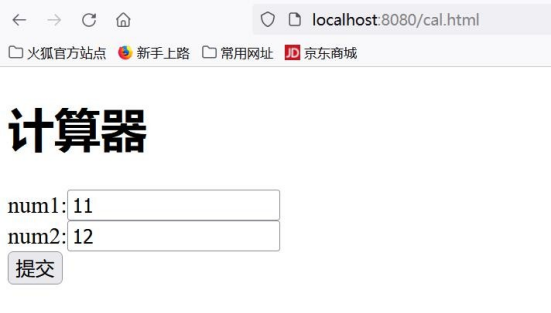 localhost:8080/cal.html
火狐官方站点 新手上路 常用网址 JD 京东商城
计算器
num1: 11
num2: 12
提交